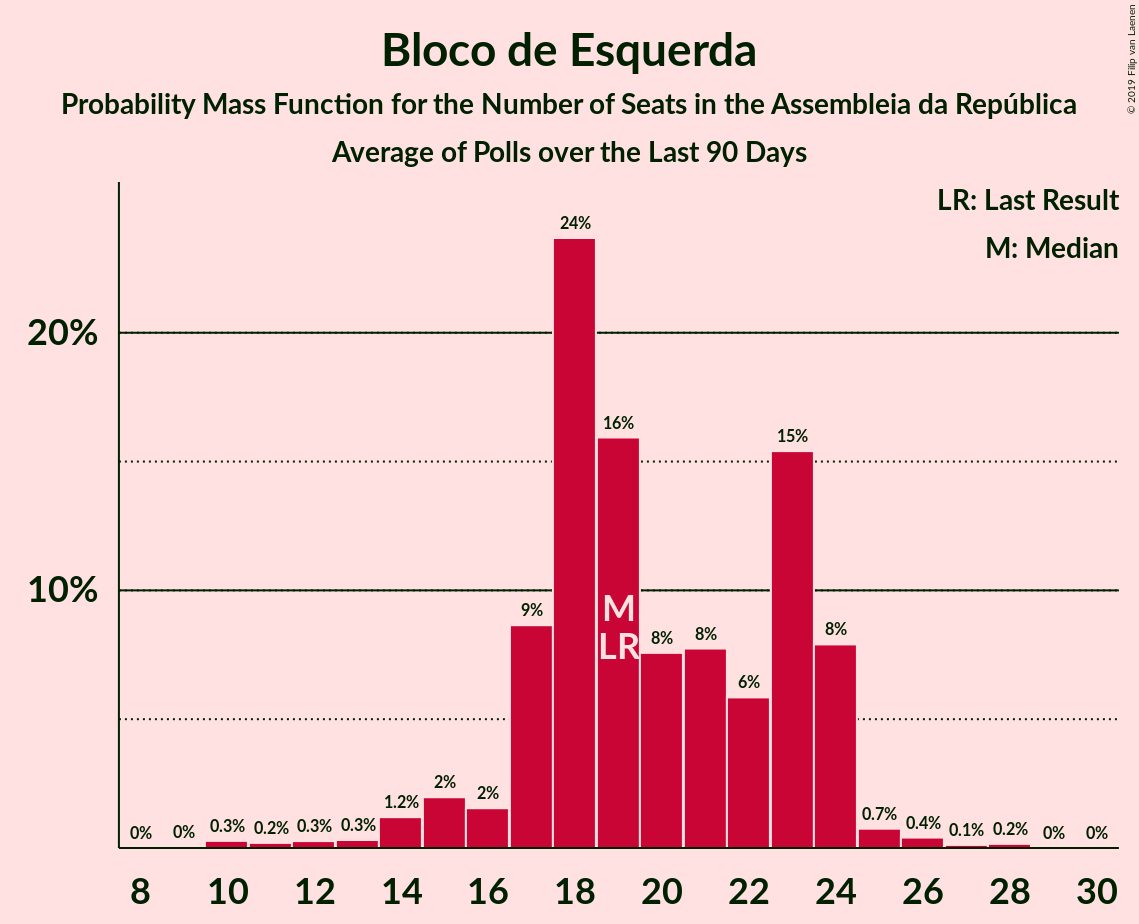 Bloco de Esquerda
Probability Mass Function for the Number of Seats in the Assembleia da República
Average of Polls over the Last 90 Days
© 2019 Filip van Laenen
LR: Last Result
M: Median
20%
10%
0%
0%
0.3%
0.2%
0.3%
0.3%
1.2%
2%
2%
9%
24%
16%
8%
8%
6%
15%
8%
0.7%
0.4%
0.1%
0.2%
0%
0%
M
LR
8 10 12 14 16 18 20 22 24 26 28 30